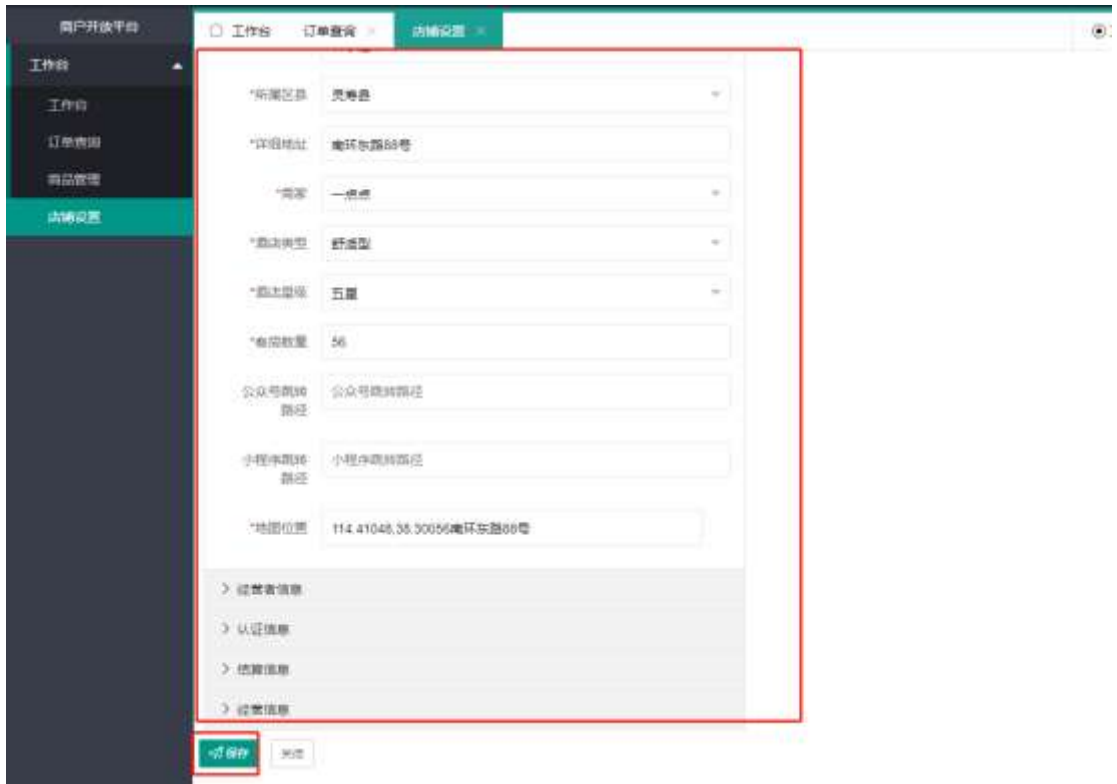 商户开放平台
工作台
订单查询
店铺设置
工作台
工作台
订单查询
商品管理
店铺设置
*所属区县
灵寿县
*详细地址
南环东路88号
*商家
一点点
*酒店类型
舒适型
*酒店星级
五星
*客房数量
56
公众号跳转
路径
公众号跳转路径
小程序跳转
路径
小程序跳转路径
*地图位置
114.41048,38.30056南环东路88号
经营者信息
认证信息
结算信息
经营信息
保存
关闭